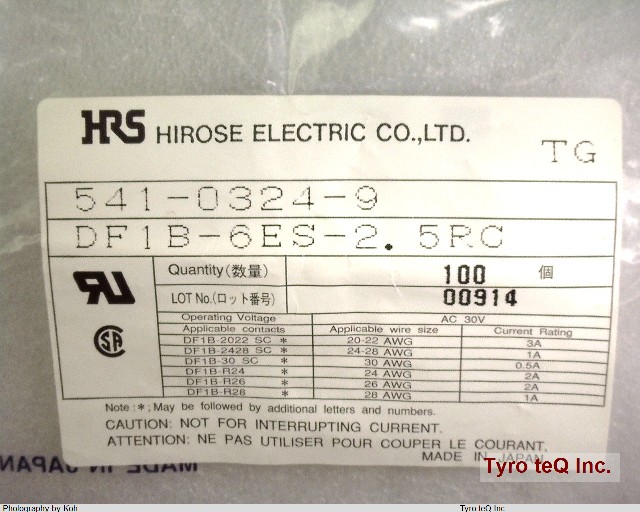 HRS HIROSE ELECTRIC CO.,LTD.
TG
541-0324-9
DF1B-6ES-2.5RC
Quantity(数量) 100 個
LOT No.(ロット番号) 00914
Operating Voltage AC 30V
Applicable contacts Applicable wire size Current Rating
DF1B-2022 SC * 20-22 AWG 3A
DF1B-2428 SC * 24-28 AWG 1A
DF1B-30 SC * 30 AWG 0.5A
DF1B-R24 * 24 AWG 2A
DF1B-R26 * 26 AWG 2A
DF1B-R28 * 28 AWG 1A
Note :*; May be followed by additional letters and numbers.
CAUTION: NOT FOR INTERRUPTING CURRENT.
ATTENTION: NE PAS UTILISER POUR COUPER LE COURANT.
MADE IN JAPAN
MADE IN JAPAN
Tyro teQ Inc.
Photography by Koh
Tyro teQ Inc